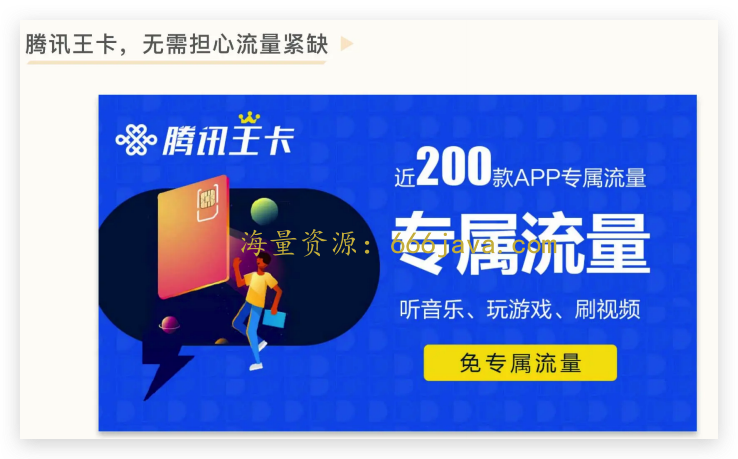 腾讯王卡，无需担心流量紧缺
腾讯王卡
近200款APP专属流量
海量资源：666java.com
专属流量
听音乐、玩游戏、刷视频
免专属流量